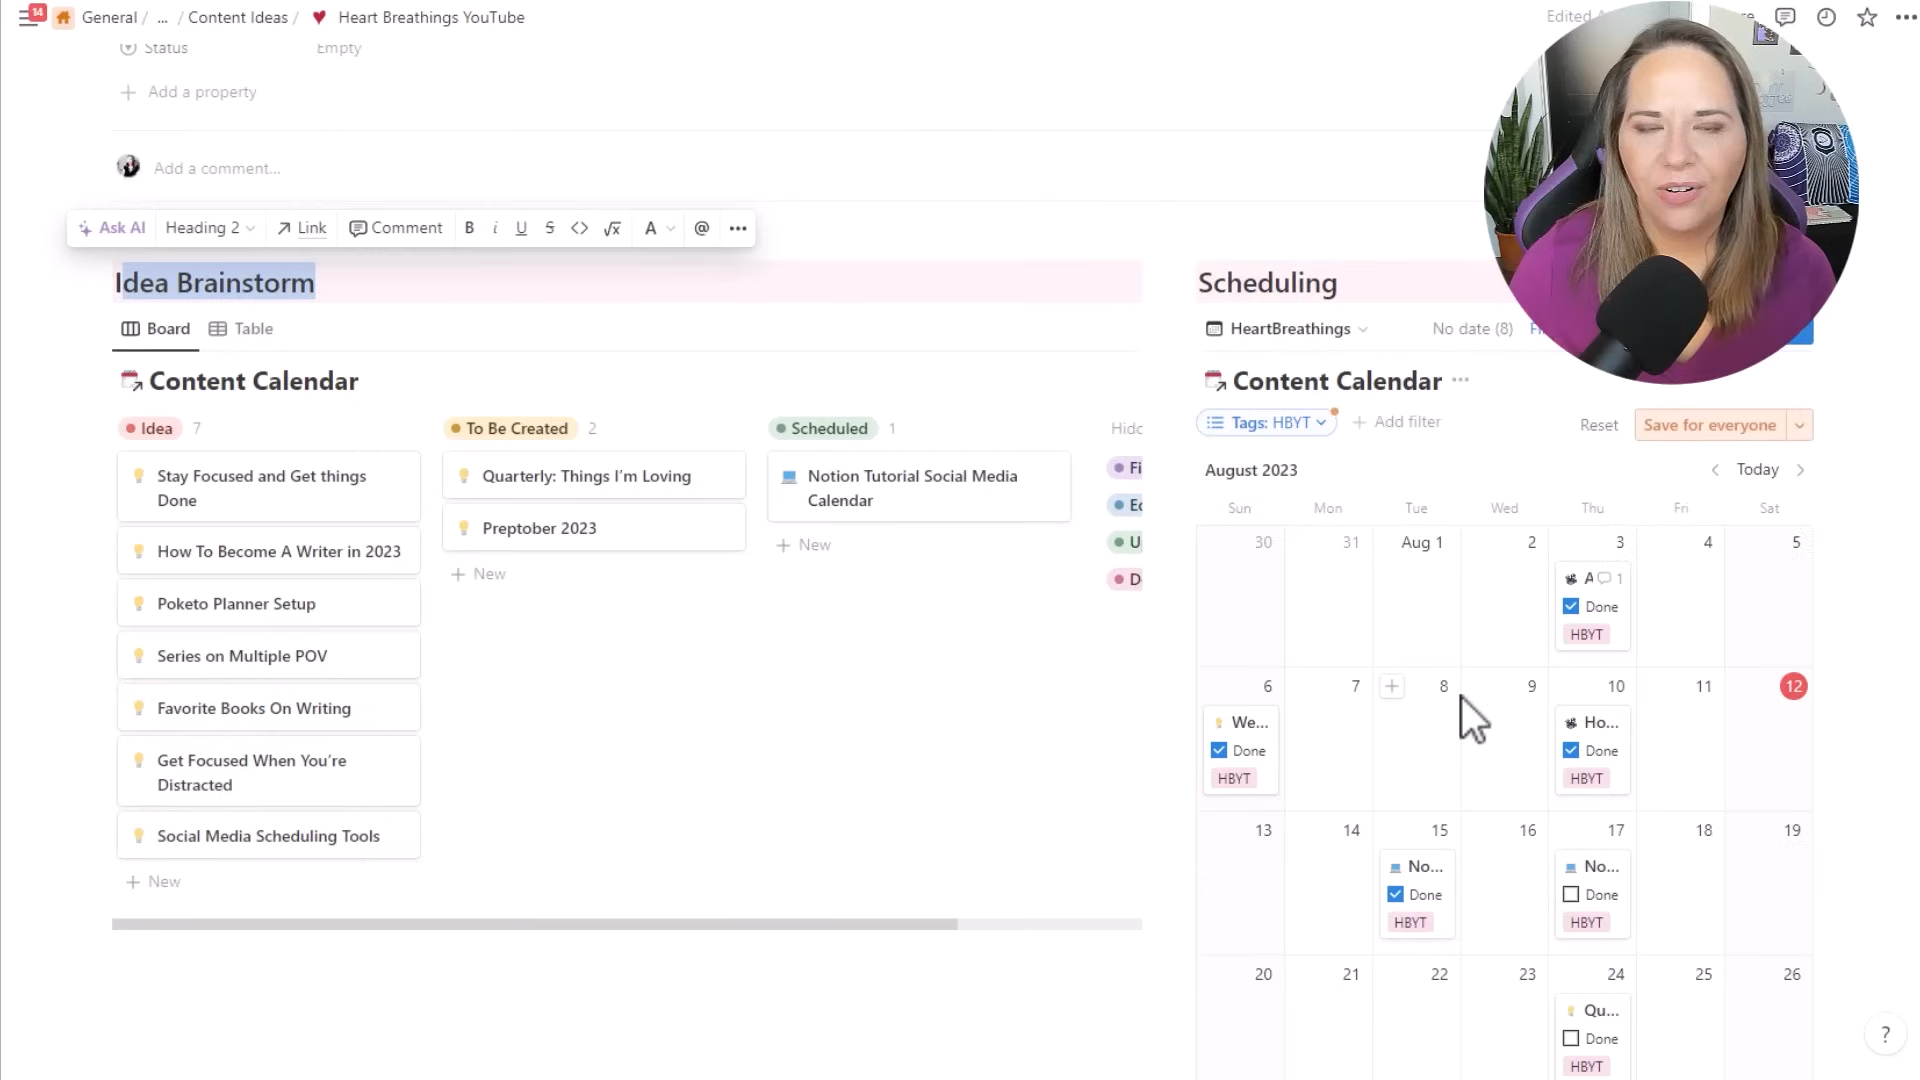 14
General / ... / Content Ideas / Heart Breathings YouTube
Edited
Status Empty
Add a property
Add a comment...
Ask AI Heading 2 Link Comment B i U S <> √x A @ •••
Idea Brainstorm
Board Table
Content Calendar
Idea 7
Stay Focused and Get things
Done
How To Become A Writer in 2023
Poketo Planner Setup
Series on Multiple POV
Favorite Books On Writing
Get Focused When You're
Distracted
Social Media Scheduling Tools
+ New
To Be Created 2
Quarterly: Things I'm Loving
Preptober 2023
+ New
Scheduled 1
Notion Tutorial Social Media
Calendar
+ New
Hidd
Fi
Ed
U
D
Scheduling
HeartBreathings No date (8)
Content Calendar •••
Tags: HBYT + Add filter Reset Save for everyone
August 2023 Today
Sun Mon Tue Wed Thu Fri Sat
30 31 Aug 1 2 3 4 5
A 1
Done
HBYT
6 7 + 8 9 10 11 12
We... Ho...
Done Done
HBYT HBYT
13 14 15 16 17 18 19
No... No...
Done Done
HBYT HBYT
20 21 22 23 24 25 26
Qu...
Done
HBYT
?